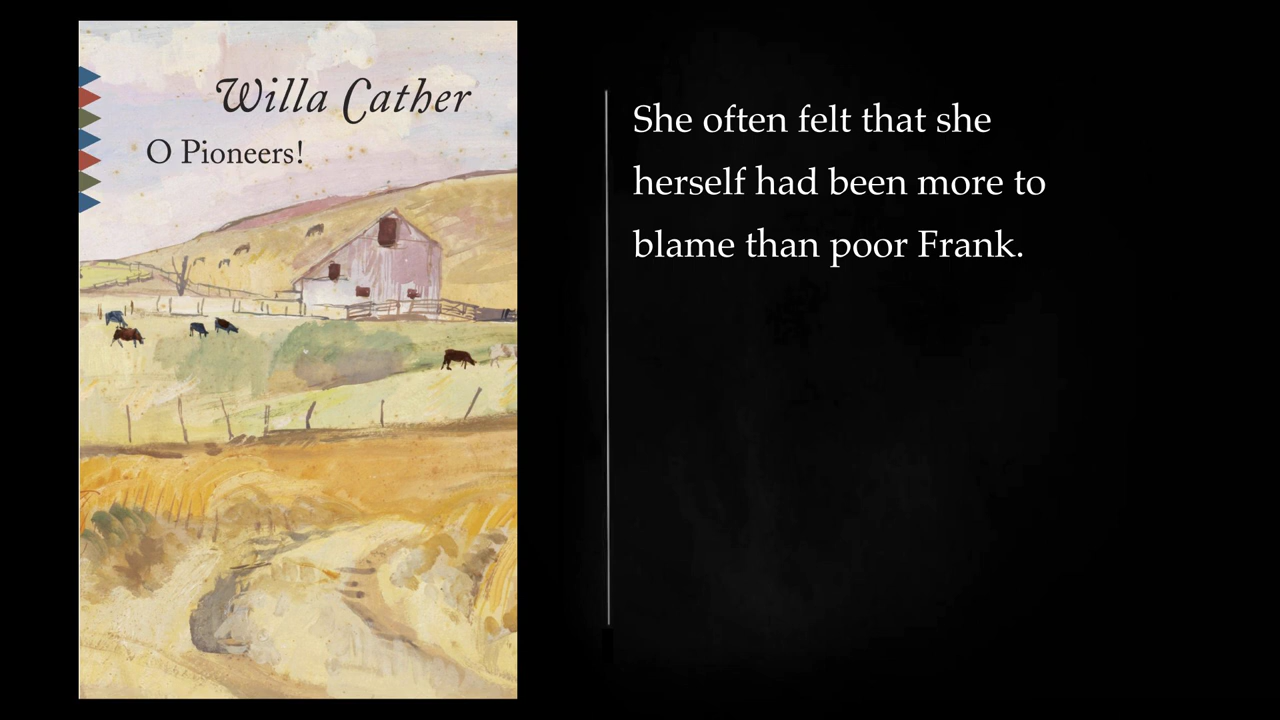 Willa Cather
O Pioneers!
She often felt that she
herself had been more to
blame than poor Frank.